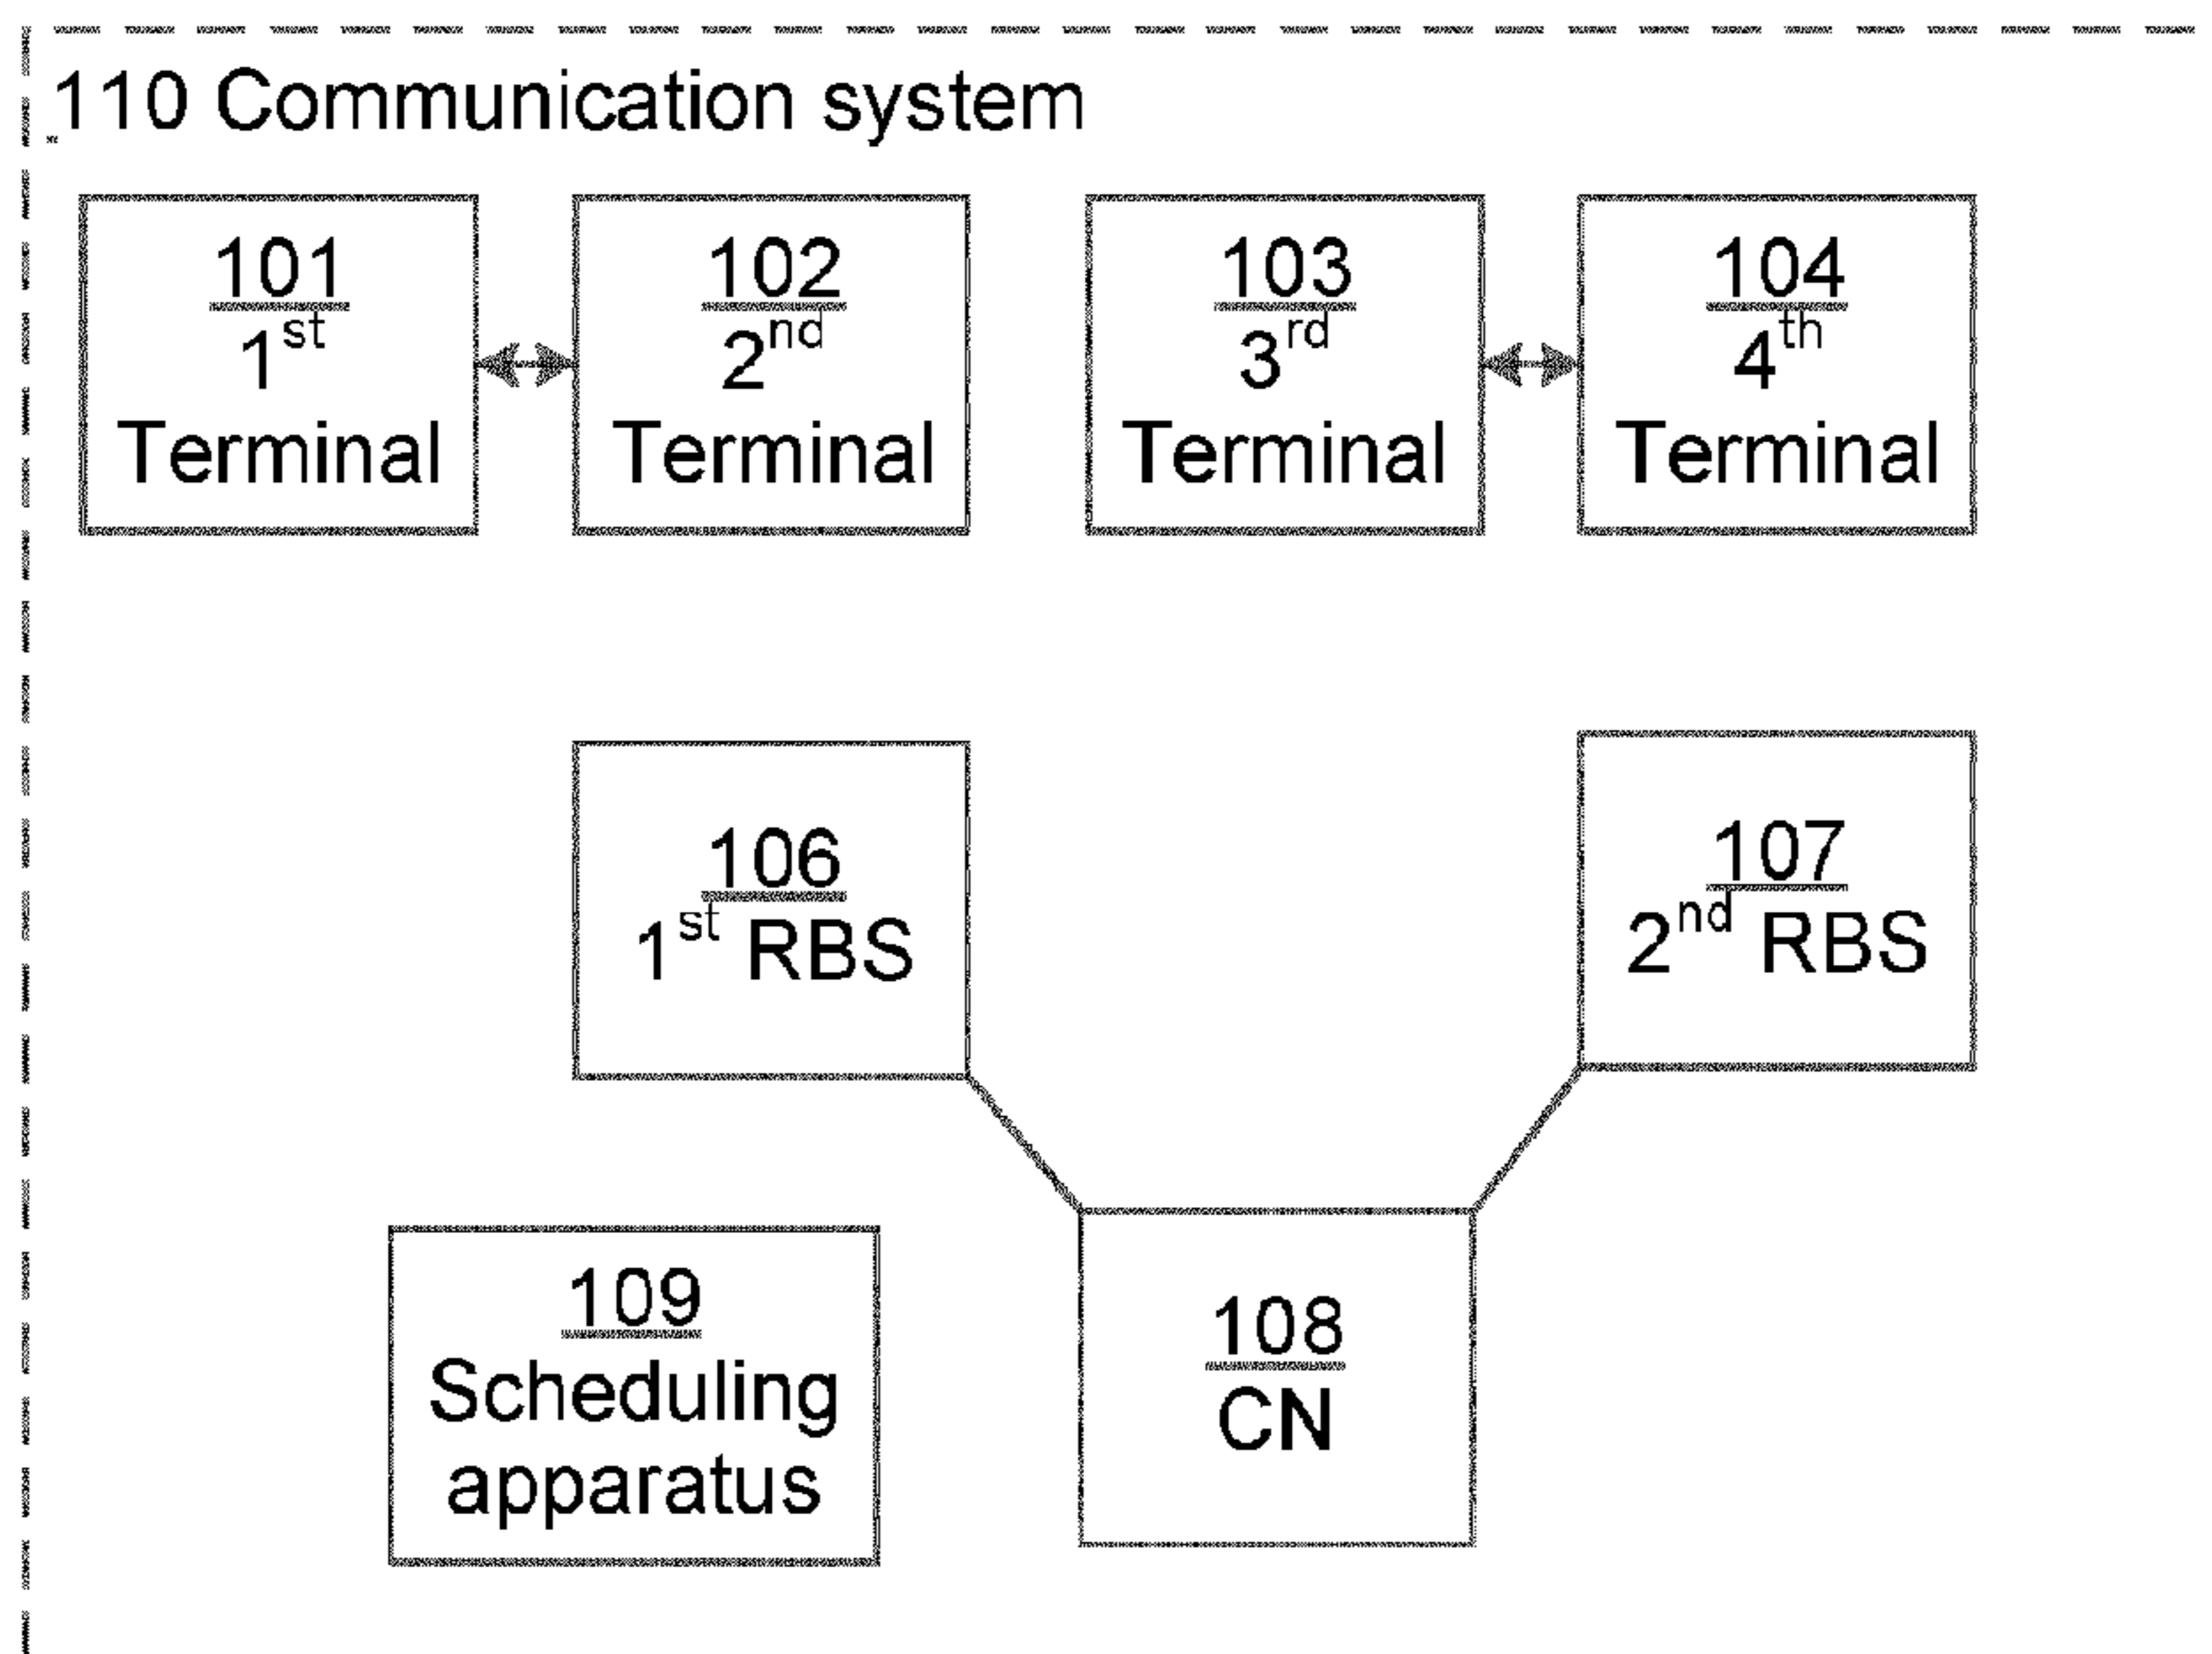 110 Communication system
101
1st
Terminal
102
2nd
Terminal
103
3rd
Terminal
104
4th
Terminal
106
1st RBS
107
2nd RBS
109
Scheduling
apparatus
108
CN